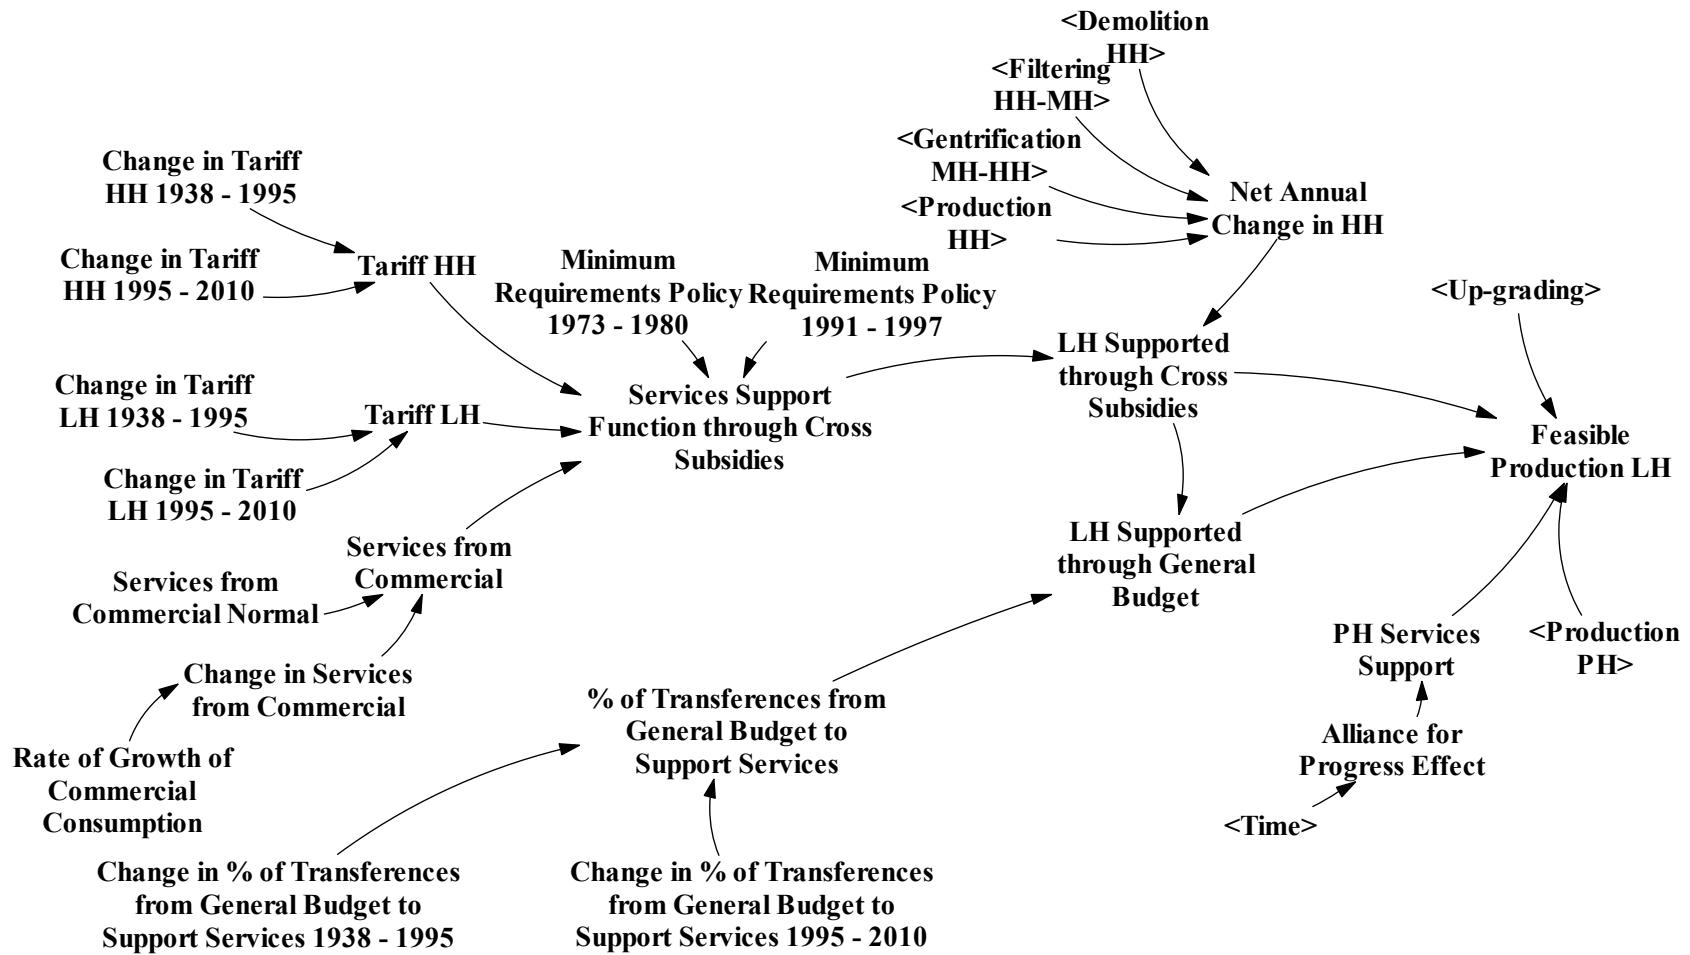 <Demolition
HH>
<Filtering
HH-MH>
<Gentrification
MH-HH>
<Production
HH>
Net Annual
Change in HH
Change in Tariff
HH 1938 - 1995
Change in Tariff
HH 1995 - 2010
Tariff HH
Minimum
Requirements Policy
1973 - 1980
Minimum
Requirements Policy
1991 - 1997
<Up-grading>
LH Supported
through Cross
Subsidies
Change in Tariff
LH 1938 - 1995
Tariff LH
Services Support
Function through Cross
Subsidies
Feasible
Production LH
Change in Tariff
LH 1995 - 2010
Services from
Commercial
LH Supported
through General
Budget
Services from
Commercial Normal
PH Services
Support
<Production
PH>
Change in Services
from Commercial
% of Transferences from
General Budget to
Support Services
Alliance for
Progress Effect
Rate of Growth of
Commercial
Consumption
<Time>
Change in % of Transferences
from General Budget to
Support Services 1938 - 1995
Change in % of Transferences
from General Budget to
Support Services 1995 - 2010